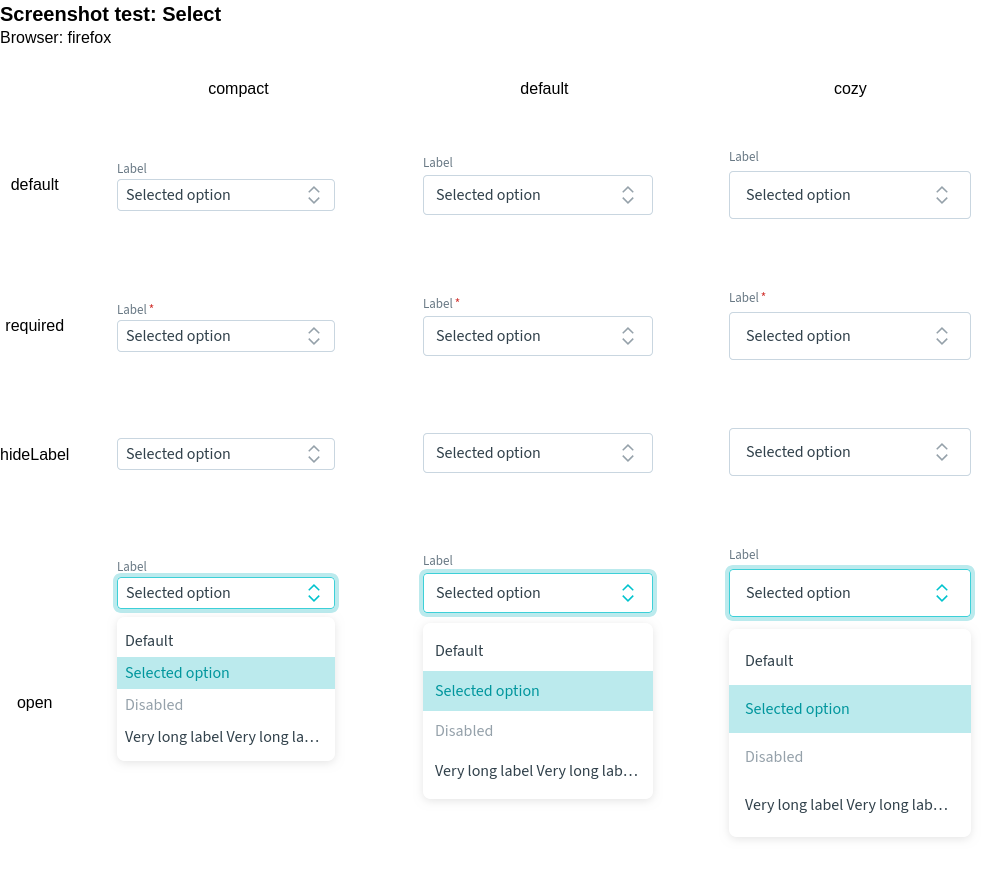 Screenshot test: Select
Browser: firefox
compact default cozy
default
Label
Selected option
Label
Selected option
Label
Selected option
required
Label *
Selected option
Label *
Selected option
Label *
Selected option
hideLabel
Selected option
Selected option
Selected option
open
Label
Selected option
Default
Selected option
Disabled
Very long label Very long la…
Label
Selected option
Default
Selected option
Disabled
Very long label Very long lab…
Label
Selected option
Default
Selected option
Disabled
Very long label Very long lab…